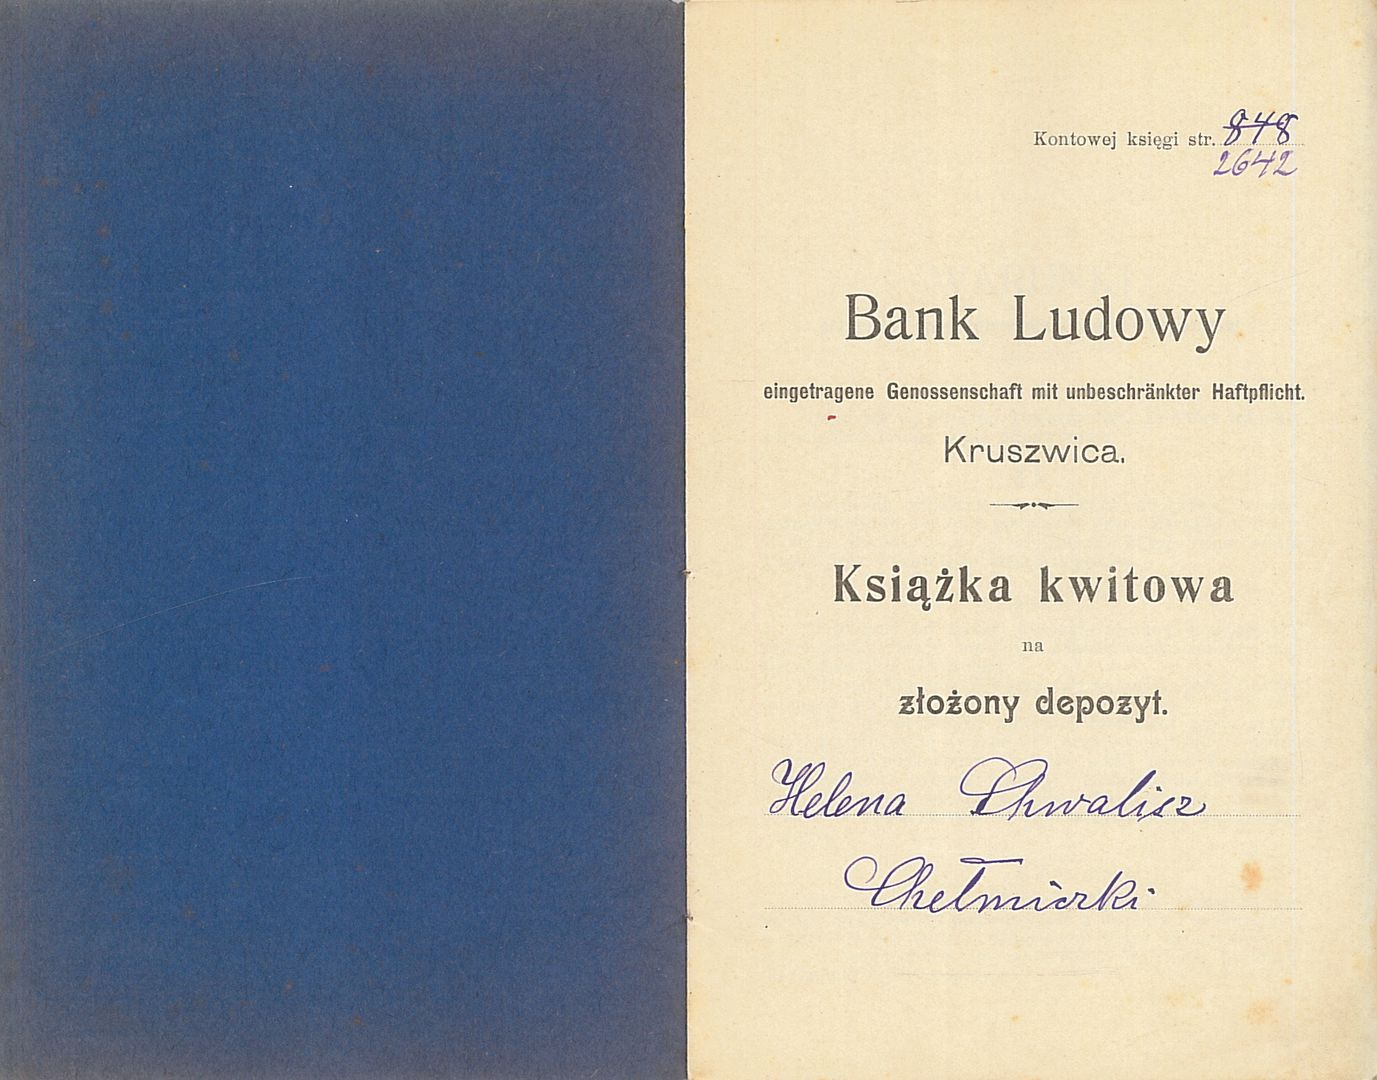 Kontowej księgi str. 848
2642
Bank Ludowy
eingetragene Genossenschaft mit unbeschränkter Haftpflicht.
Kruszwica.
Książka kwitowa
na
złożony depozyt.
Helena Chwalisz
Chełmiczki